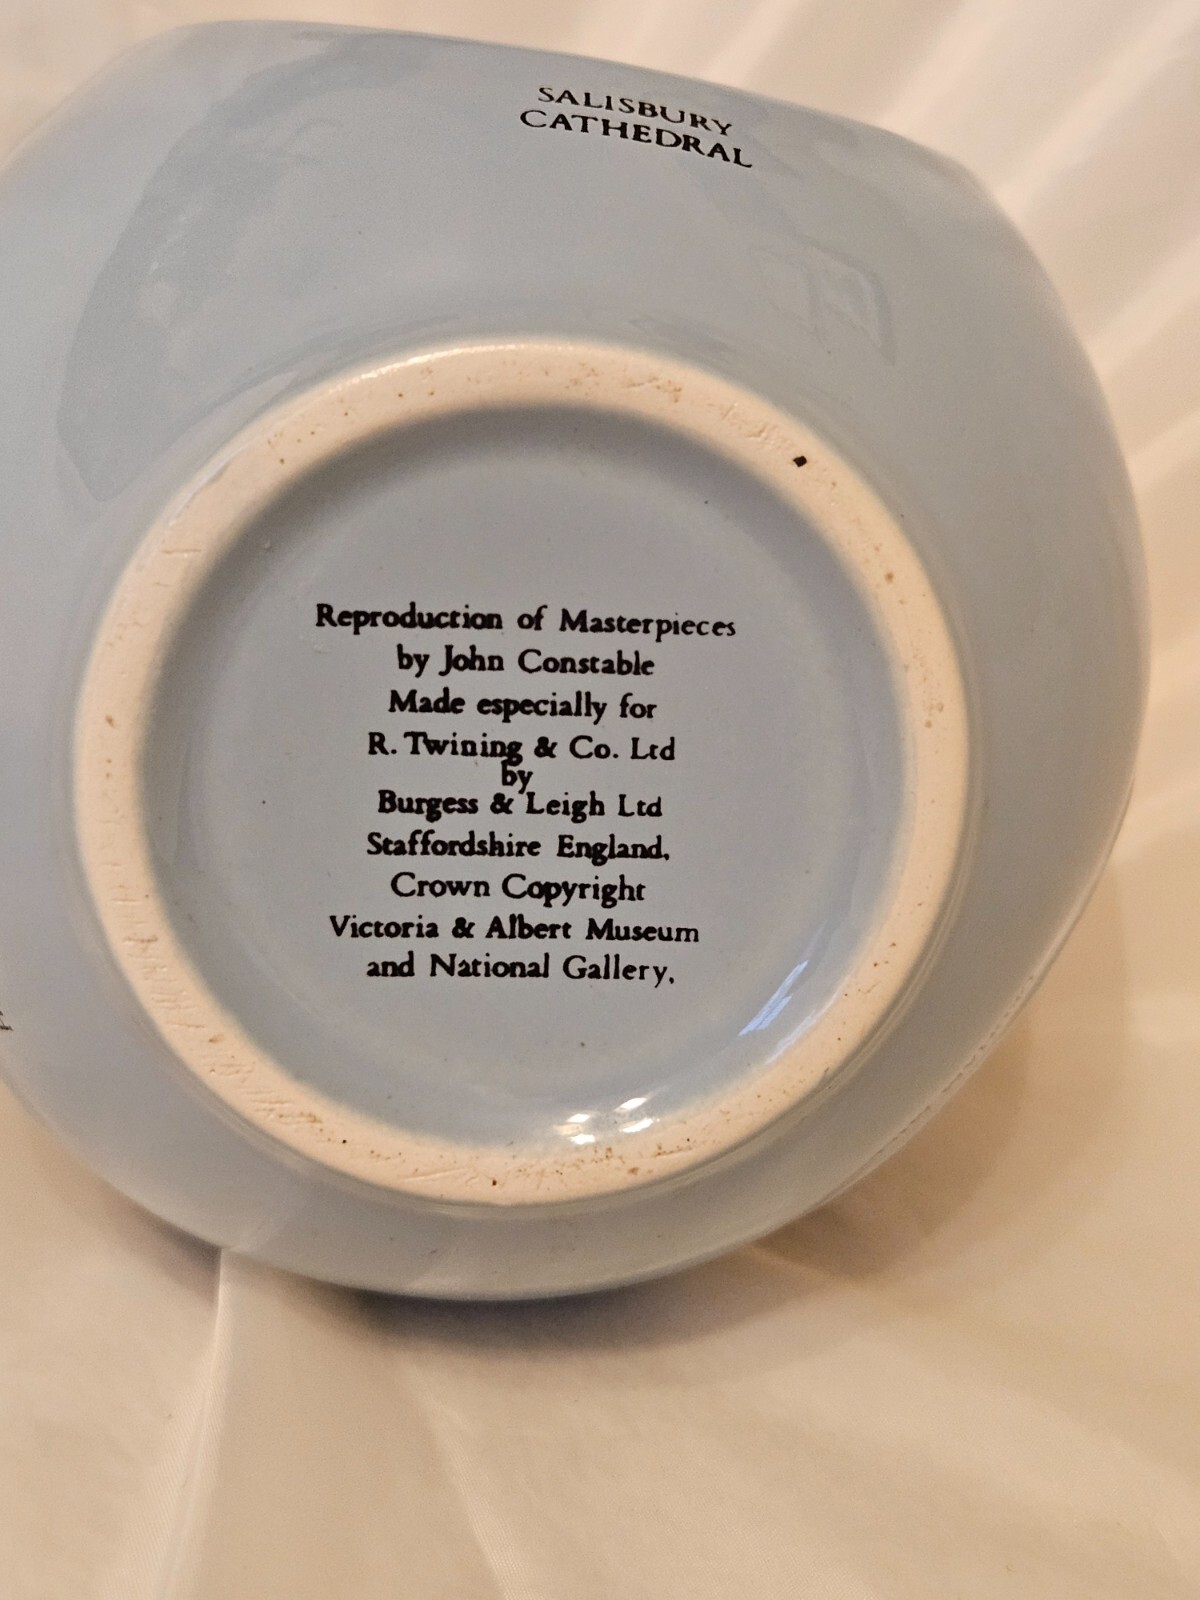 SALISBURY
CATHEDRAL
Reproduction of Masterpieces
by John Constable
Made especially for
R. Twining & Co. Ltd
by
Burgess & Leigh Ltd
Staffordshire England.
Crown Copyright
Victoria & Albert Museum
and National Gallery.